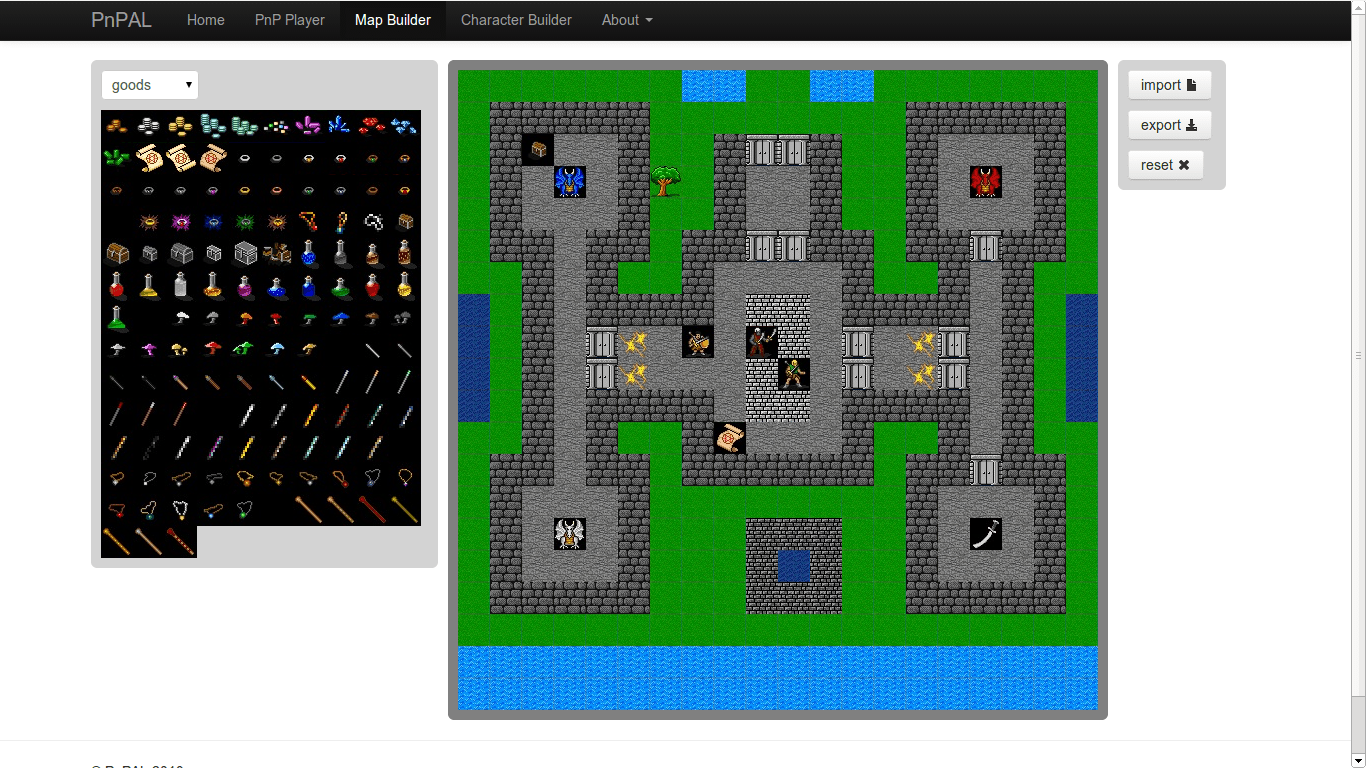 PnPAL Home PnP Player Map Builder Character Builder About
goods
import
export
reset